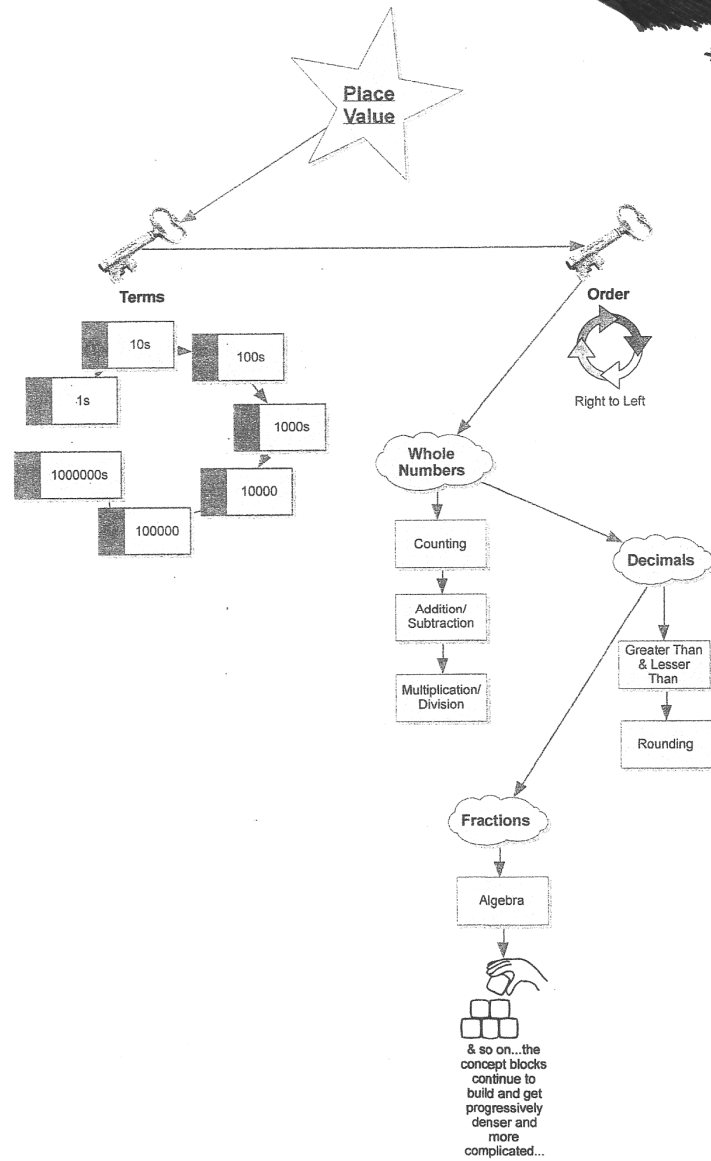 Place
Value
Terms
Order
10s
100s
1s
1000s
Right to Left
1000000s
10000
100000
Whole
Numbers
Counting
Decimals
Addition/
Subtraction
Greater Than
& Lesser
Than
Multiplication/
Division
Rounding
Fractions
Algebra
& so on...the
concept blocks
continue to
build and get
progressively
denser and
more
complicated...